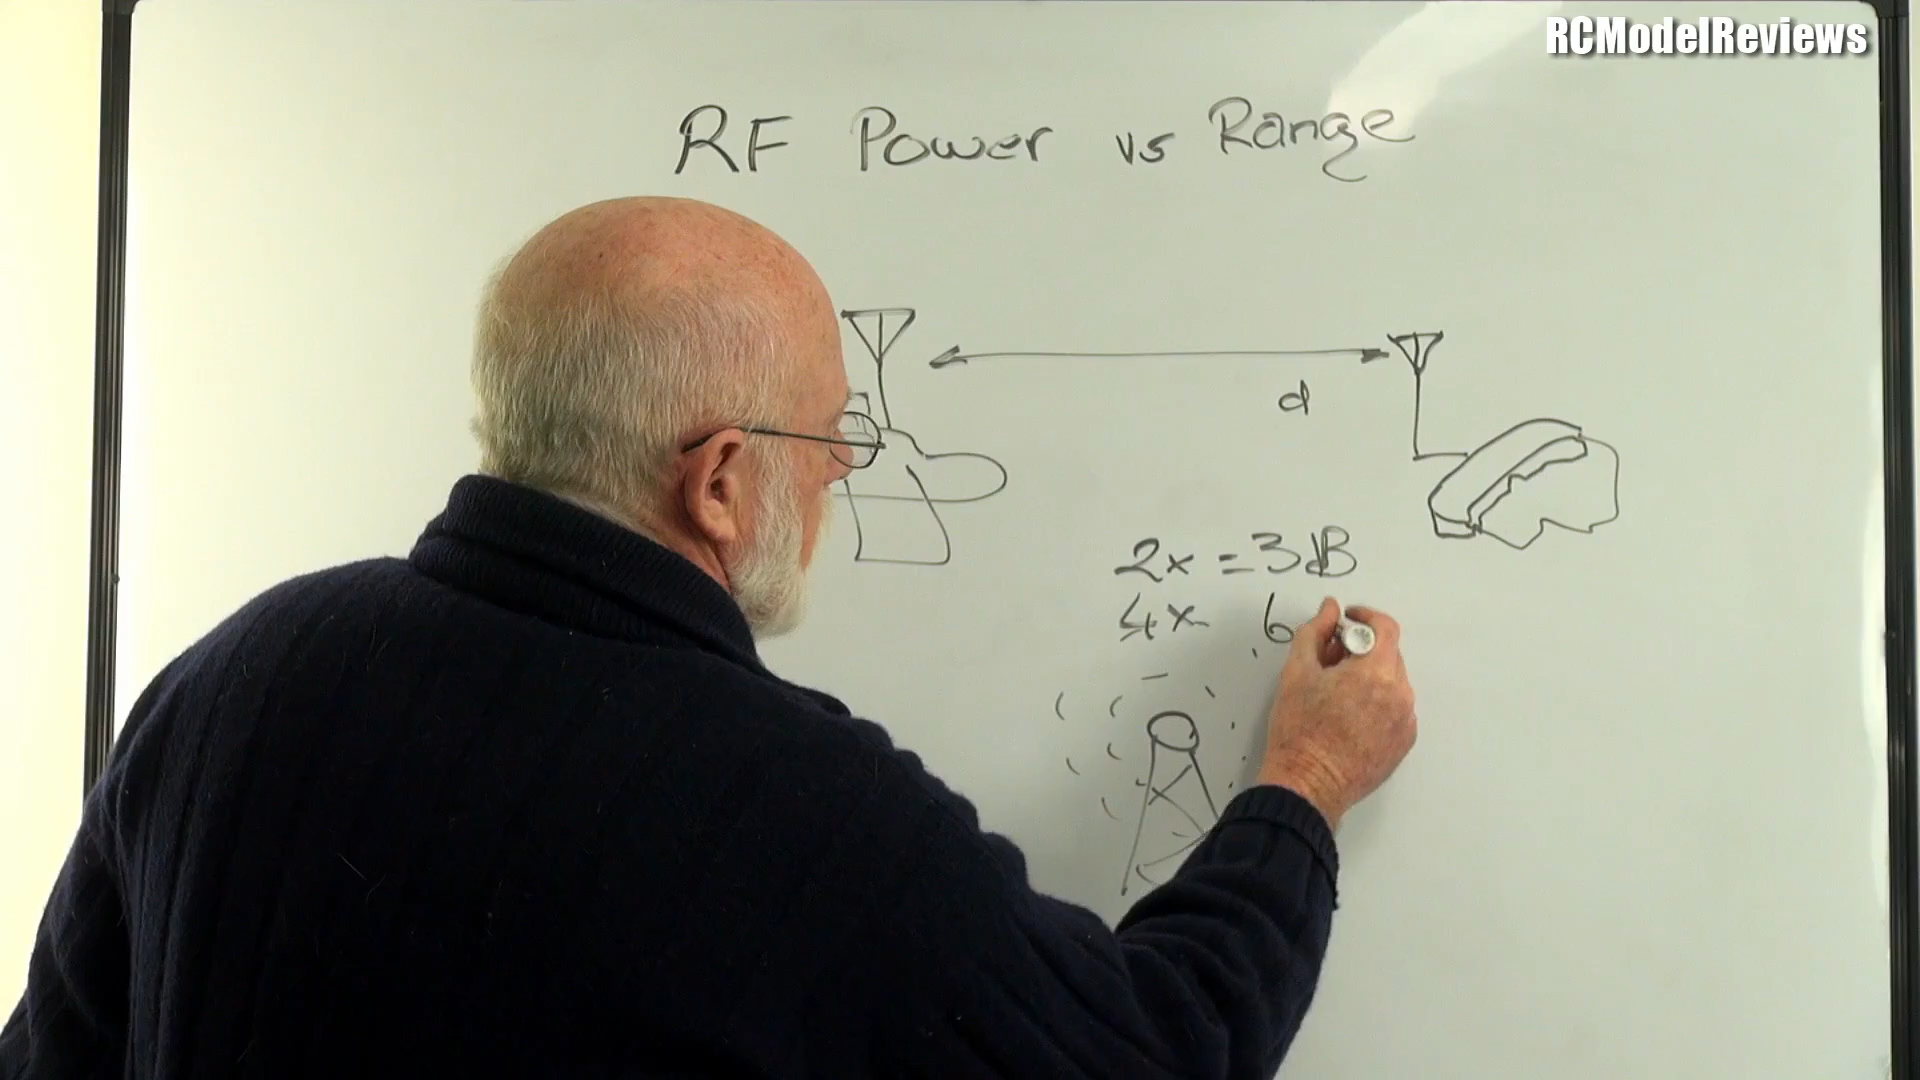 RCModelReviews
RF Power vs Range
d
2x = 3dB
4x 6